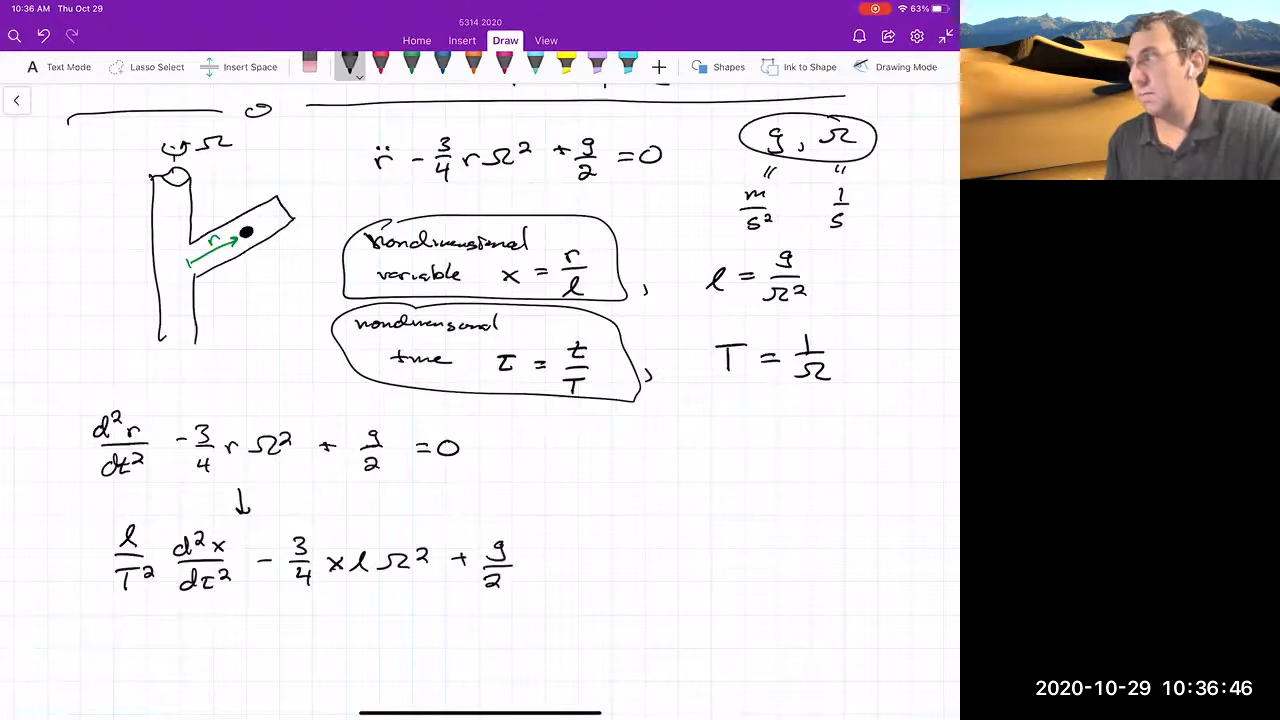 10:36 AM Thu Oct 29
63%
5314 2020
Home Insert Draw View
Text Mode Lasso Select Insert Space Shapes Ink to Shape Drawing Mode
Ω
r̈ - 3/4 r Ω² + g/2 = 0
g, Ω
" "
m/s² 1/s
r
nondimensional
variable x = r/l , l = g/Ω²
nondimensional
time τ = t/T , T = 1/Ω
d²r/dt² - 3/4 r Ω² + g/2 = 0
↓
l/T² d²x/dτ² - 3/4 x l Ω² + g/2
2020-10-29 10:36:46